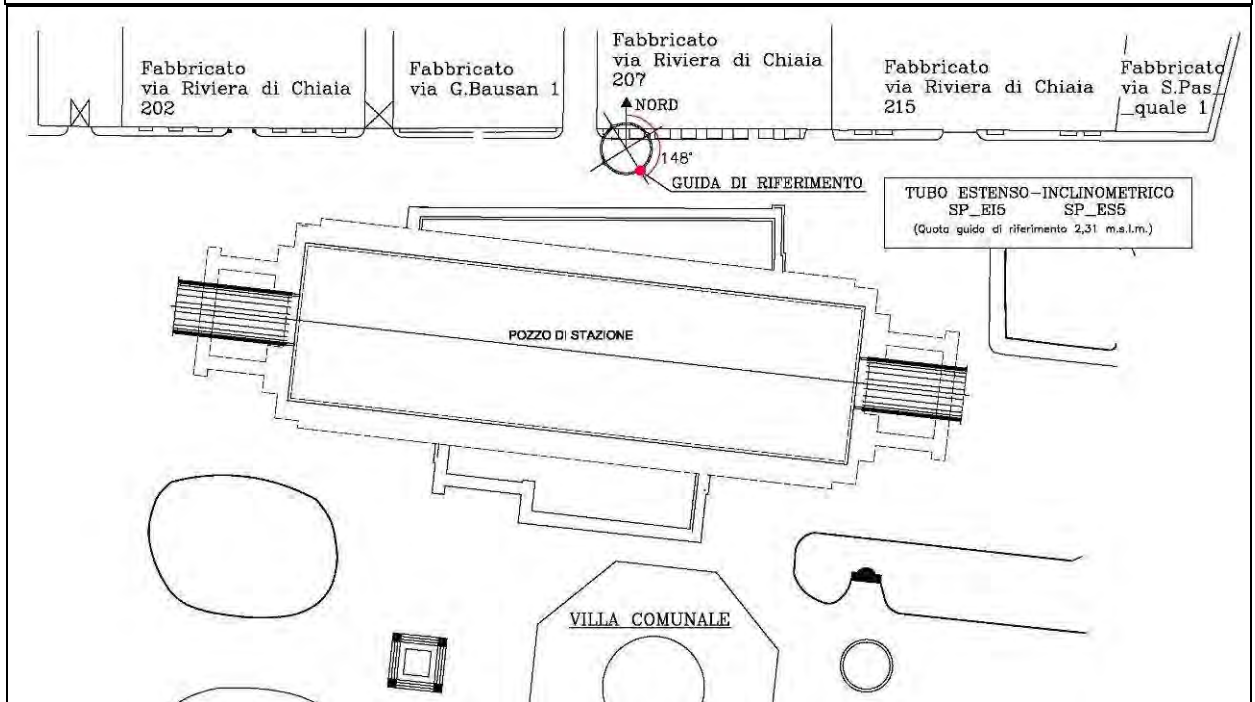 Fabbricato
via Riviera di Chiaia
202
Fabbricato
via G.Bausan 1
Fabbricato
via Riviera di Chiaia
207
Fabbricato
via Riviera di Chiaia
215
Fabbricato
via S.Pas_
_quale 1
NORD
148°
GUIDA DI RIFERIMENTO
TUBO ESTENSO-INCLINOMETRICO
SP_EI5 SP_ES5
(Quota guida di riferimento 2,31 m.s.l.m.)
POZZO DI STAZIONE
VILLA COMUNALE